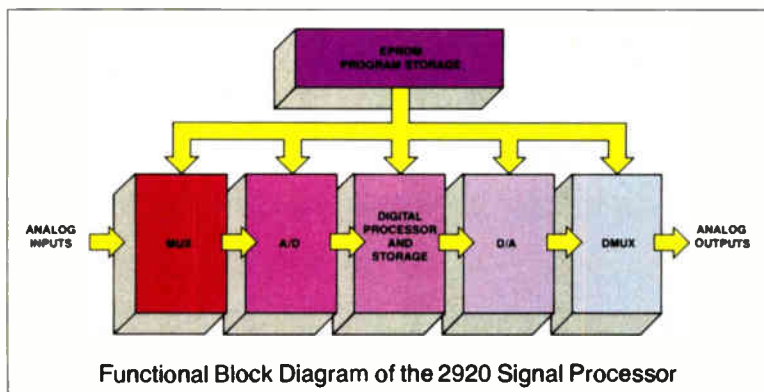 EPROM
PROGRAM STORAGE
ANALOG
INPUTS
MUX
A/D
DIGITAL
PROCESSOR
AND
STORAGE
D/A
DMUX
ANALOG
OUTPUTS
Functional Block Diagram of the 2920 Signal Processor